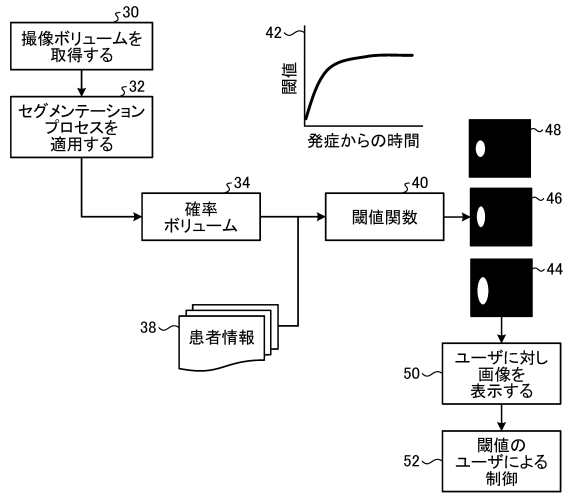 30
撮像ボリュームを
取得する
32
セグメンテーション
プロセスを
適用する
42
閾値
発症からの時間
34
確率
ボリューム
38
患者情報
40
閾値関数
48
46
44
50
ユーザに対し
画像を
表示する
52
閾値の
ユーザによる
制御